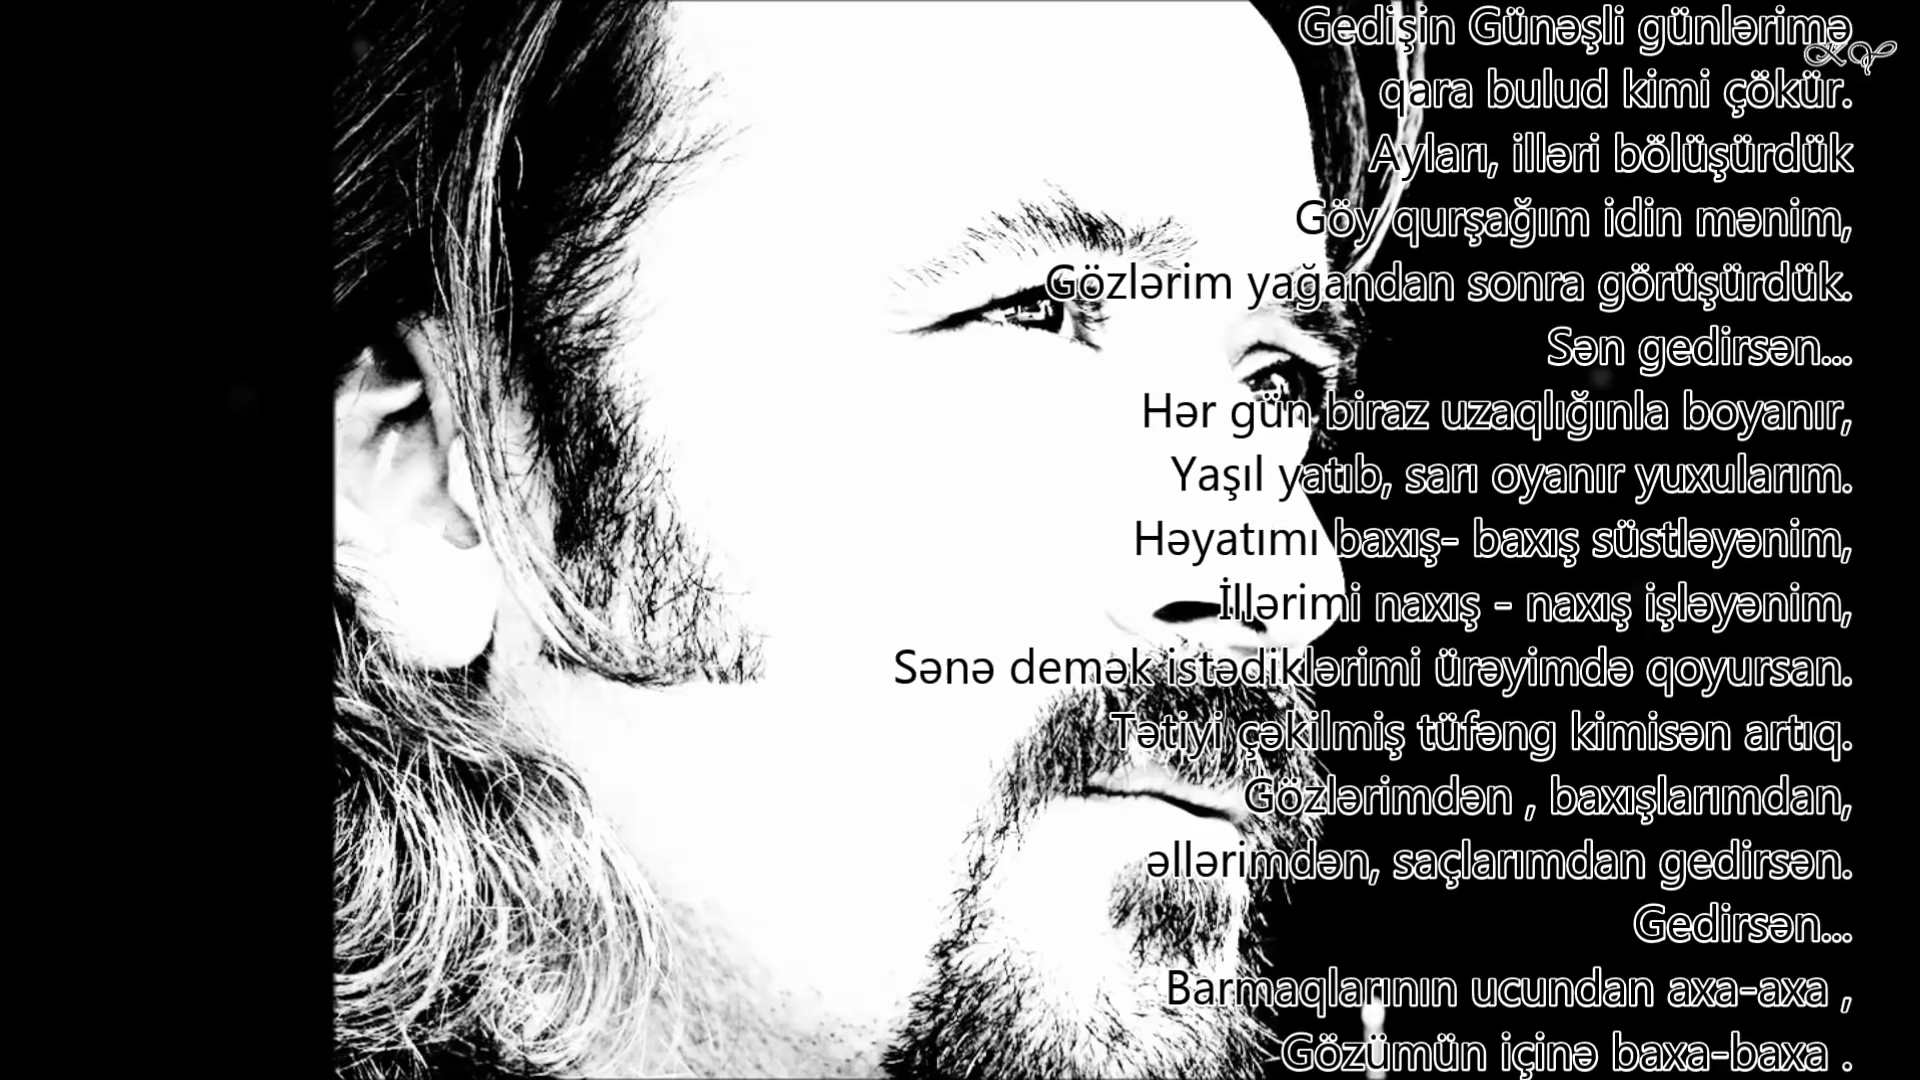 Gedişin Günəşli günlərimə
qara bulud kimi çökür.
Ayları, illəri bölüşürdük
Göy qurşağım idin mənim,
Gözlərim yağandan sonra görüşürdük.
Sən gedirsən...
Hər gün biraz uzaqlığınla boyanır,
Yaşıl yatıb, sarı oyanır yuxularım.
Həyatımı baxış- baxış süstləyənim,
İllərimi naxış - naxış işləyənim,
Sənə demək istədiklərimi ürəyimdə qoyursan.
Tətiyi çəkilmiş tüfəng kimisən artıq.
Gözlərimdən , baxışlarımdan,
əllərimdən, saçlarımdan gedirsən.
Gedirsən...
Barmaqlarının ucundan axa-axa ,
Gözümün içinə baxa-baxa .